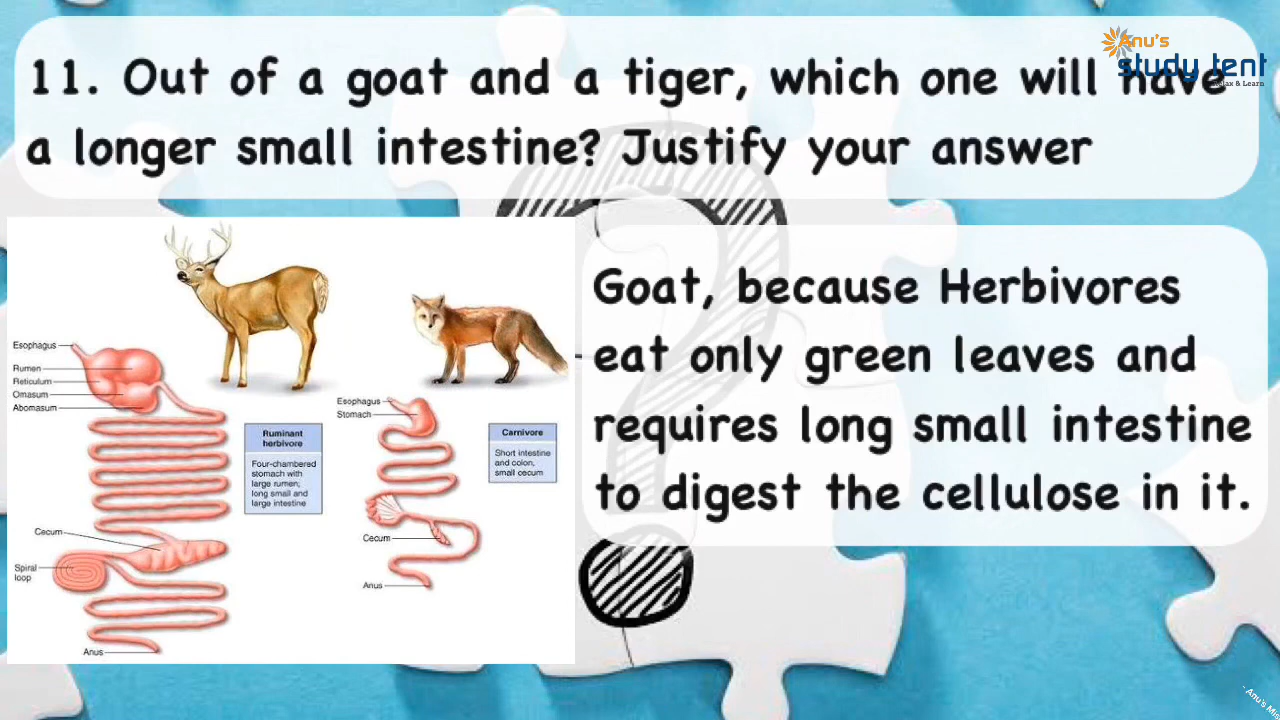 Anu's
study tent
Relax & Learn
11. Out of a goat and a tiger, which one will have
a longer small intestine? Justify your answer
Esophagus
Rumen
Reticulum
Omasum
Abomasum
Ruminant
herbivore
Four-chambered
stomach with
large rumen;
long small and
large intestine
Cecum
Spiral
loop
Anus
Esophagus
Stomach
Carnivore
Short intestine
and colon,
small cecum
Cecum
Anus
Goat, because Herbivores
eat only green leaves and
requires long small intestine
to digest the cellulose in it.
- Anu's